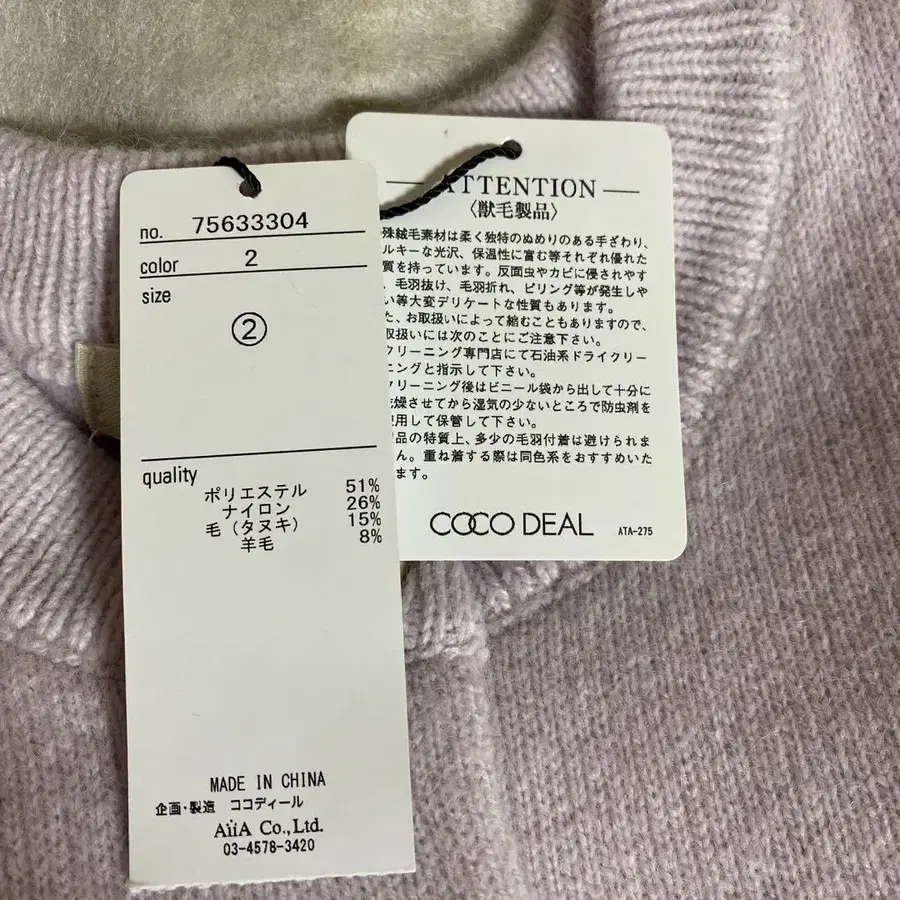 no. 75633304
color 2
size
②
quality
ポリエステル 51%
ナイロン 26%
毛（タヌキ） 15%
羊毛 8%
MADE IN CHINA
企画・製造 ココディール
AiiA Co.,Ltd.
03-4578-3420
ATTENTION
〈獣毛製品〉
殊絨毛素材は柔く独特のぬめりのある手ざわり、
ルキーな光沢、保温性に富む等それぞれ優れた
質を持っています。反面虫やカビに侵されやす
、毛羽抜け、毛羽折れ、ピリング等が発生しや
い等大変デリケートな性質もあります。
た、お取扱いによって縮むこともありますので、
取扱いには次のことにご注意下さい。
クリーニング専門店にて石油系ドライクリー
ニングと指示して下さい。
クリーニング後はビニール袋から出して十分に
燥させてから湿気の少ないところで防虫剤を
使用して保管して下さい。
品の特質上、多少の毛羽付着は避けられま
ん。重ね着する際は同色系をおすすめいた
ます。
COCO DEAL
ATA-275